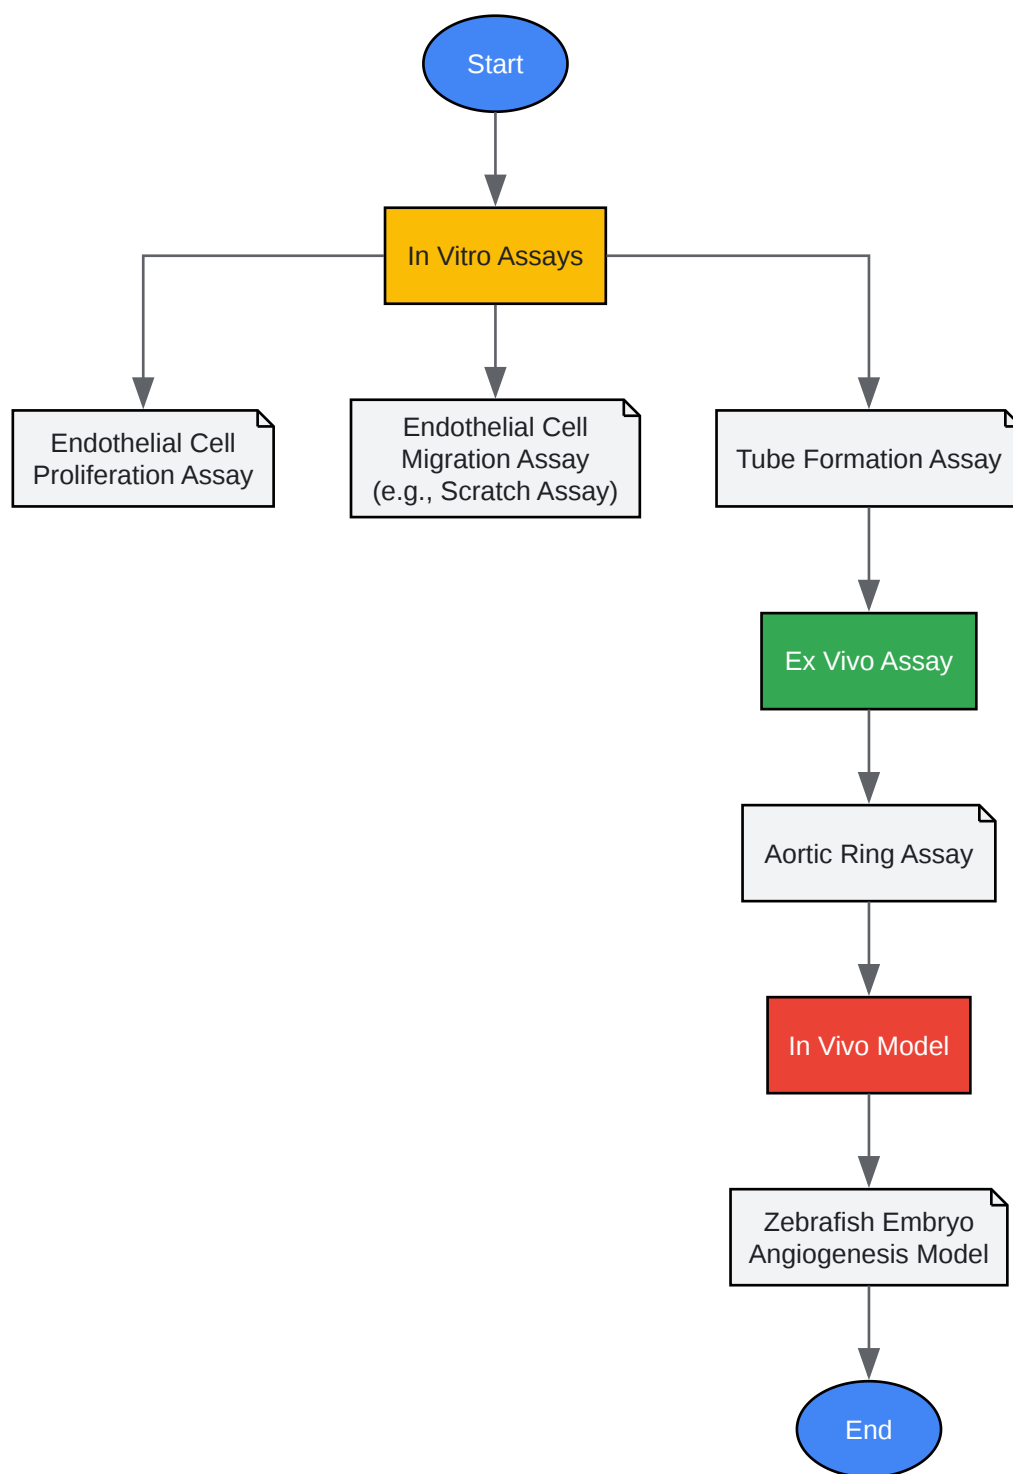 Start
In Vitro Assays
Endothelial Cell
Proliferation Assay
Endothelial Cell
Migration Assay
(e.g., Scratch Assay)
Tube Formation Assay
Ex Vivo Assay
Aortic Ring Assay
In Vivo Model
Zebrafish Embryo
Angiogenesis Model
End